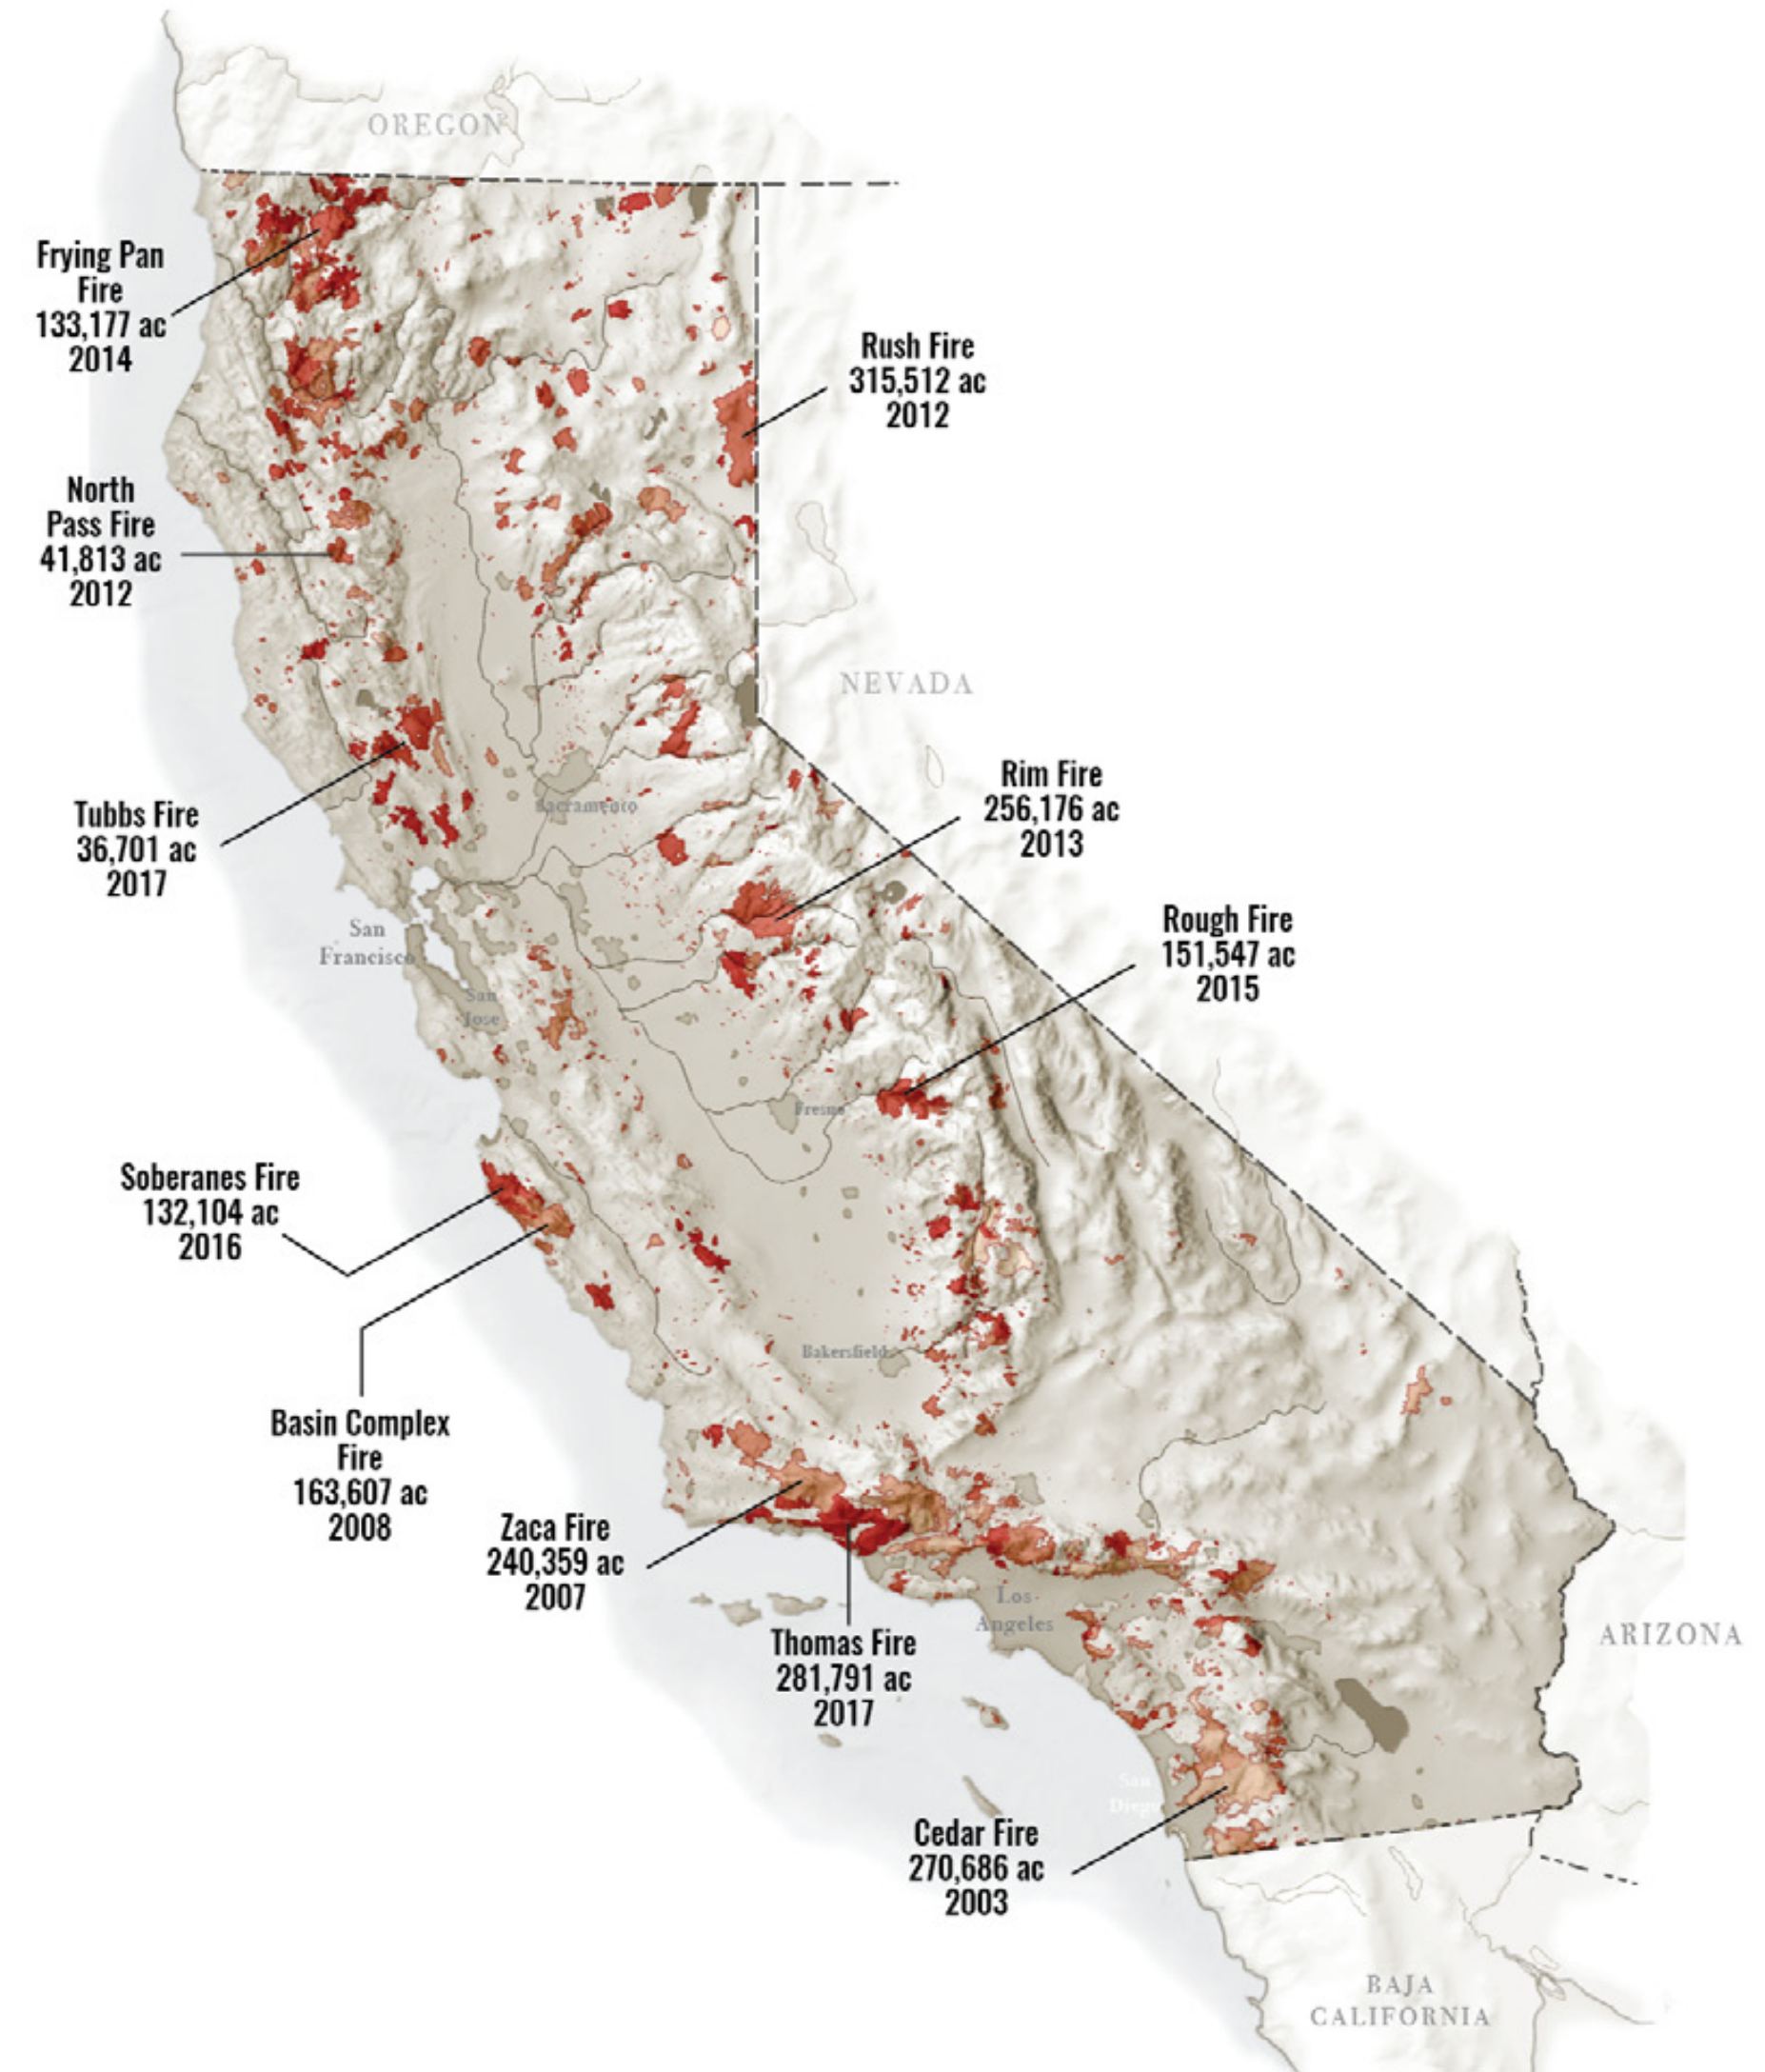 OREGON
Frying Pan
Fire
133,177 ac
2014
Rush Fire
315,512 ac
2012
North
Pass Fire
41,813 ac
2012
NEVADA
Tubbs Fire
36,701 ac
2017
Sacramento
Rim Fire
256,176 ac
2013
San
Francisco
San
Jose
Rough Fire
151,547 ac
2015
Fresno
Soberanes Fire
132,104 ac
2016
Bakersfield
Basin Complex
Fire
163,607 ac
2008
Zaca Fire
240,359 ac
2007
Los
Angeles
Thomas Fire
281,791 ac
2017
ARIZONA
San
Diego
Cedar Fire
270,686 ac
2003
BAJA
CALIFORNIA